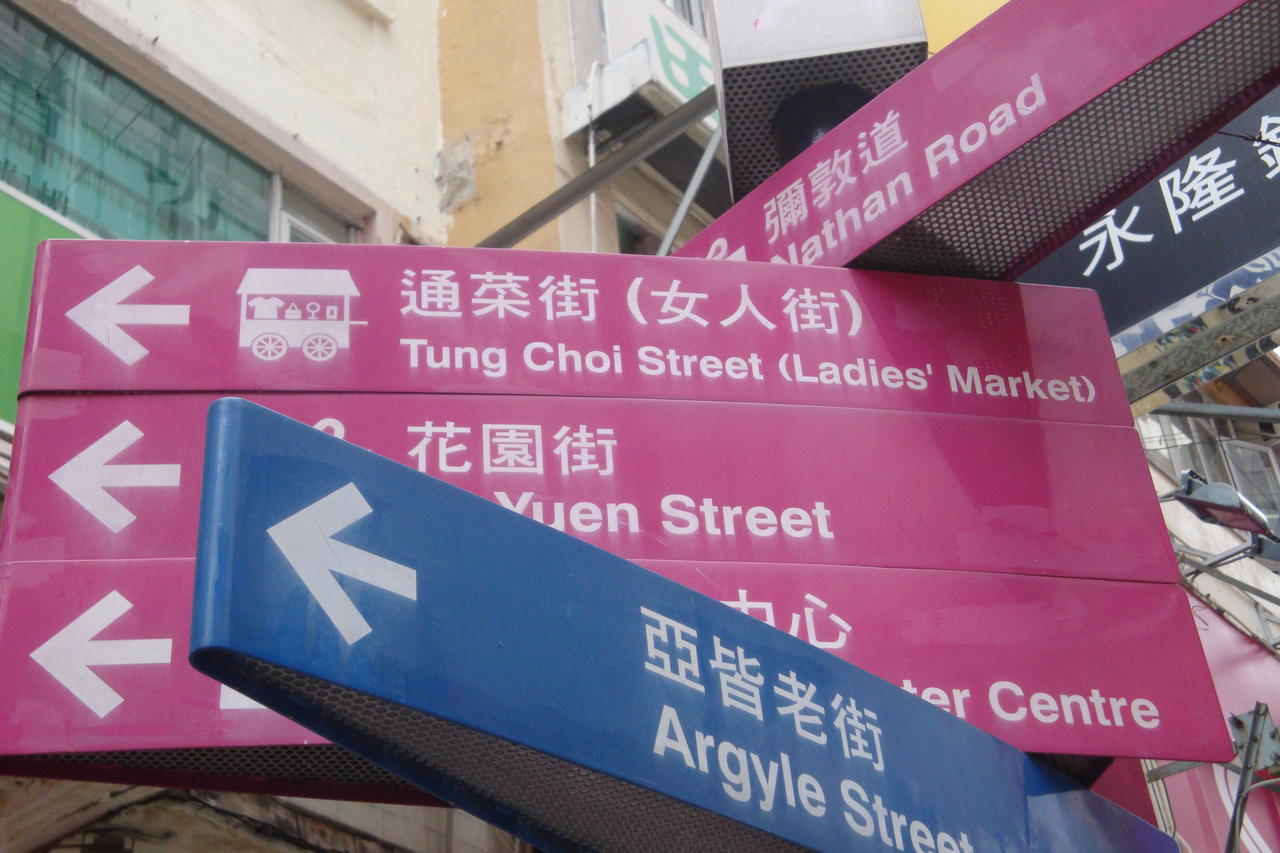 彌敦道
Nathan Road
永隆
通菜街 (女人街)
Tung Choi Street (Ladies' Market)
花園街
Yuen Street
中心
Centre
亞皆老街
Argyle Street